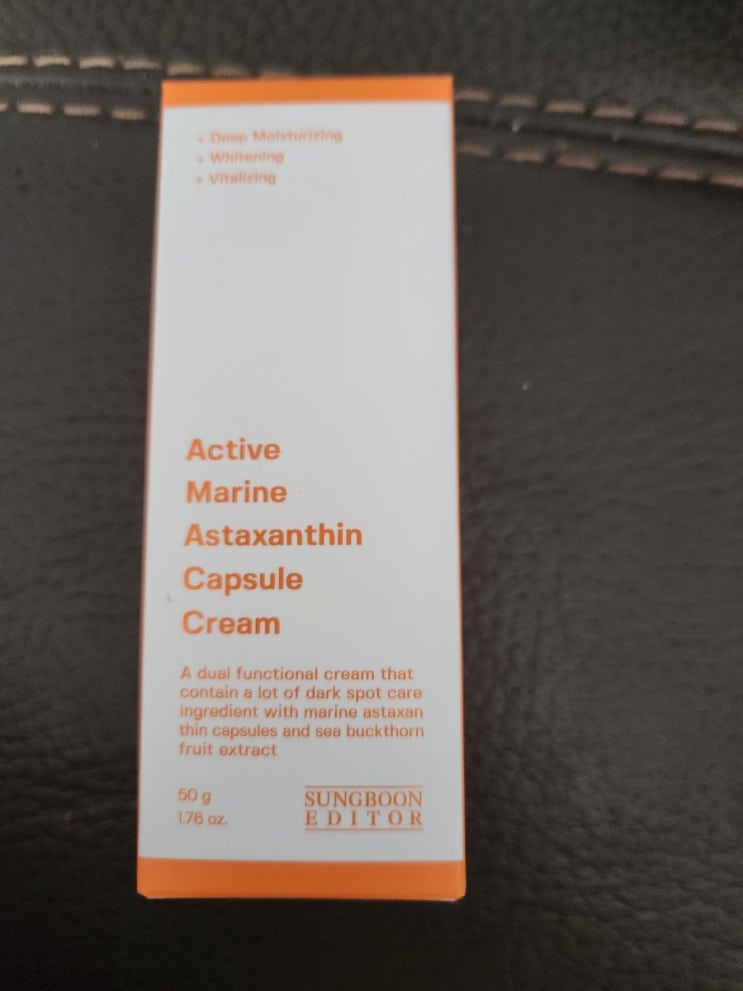 + Deep Moisturizing
+ Whitening
+ Vitalizing
Active
Marine
Astaxanthin
Capsule
Cream
A dual functional cream that
contain a lot of dark spot care
ingredient with marine astaxan
thin capsules and sea buckthorn
fruit extract
50 g
1.76 oz.
SUNGBOON
EDITOR